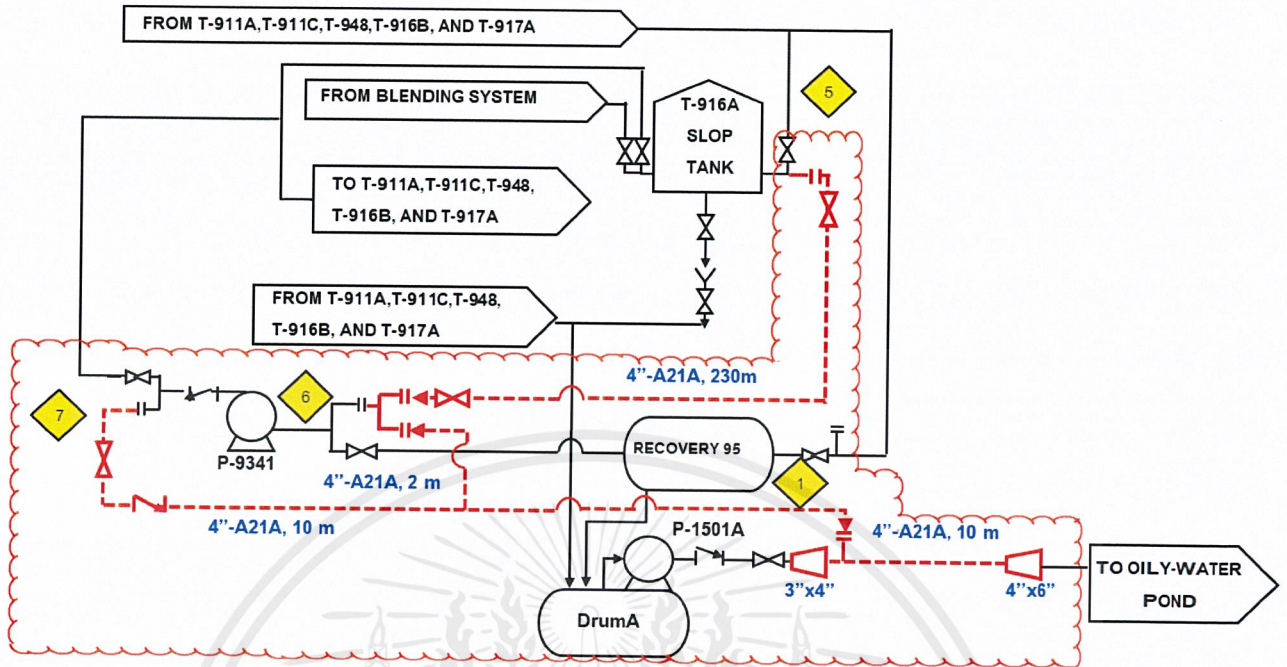 FROM T-911A,T-911C,T-948,T-916B, AND T-917A
5
FROM BLENDING SYSTEM
T-916A
SLOP
TANK
TO T-911A,T-911C,T-948,
T-916B, AND T-917A
FROM T-911A,T-911C,T-948,
T-916B, AND T-917A
4”-A21A, 230m
7
6
P-9341
RECOVERY 95
1
4”-A21A, 2 m
4”-A21A, 10 m
P-1501A
4”-A21A, 10 m
TO OILY-WATER
POND
3”x4”
4”x6”
DrumA